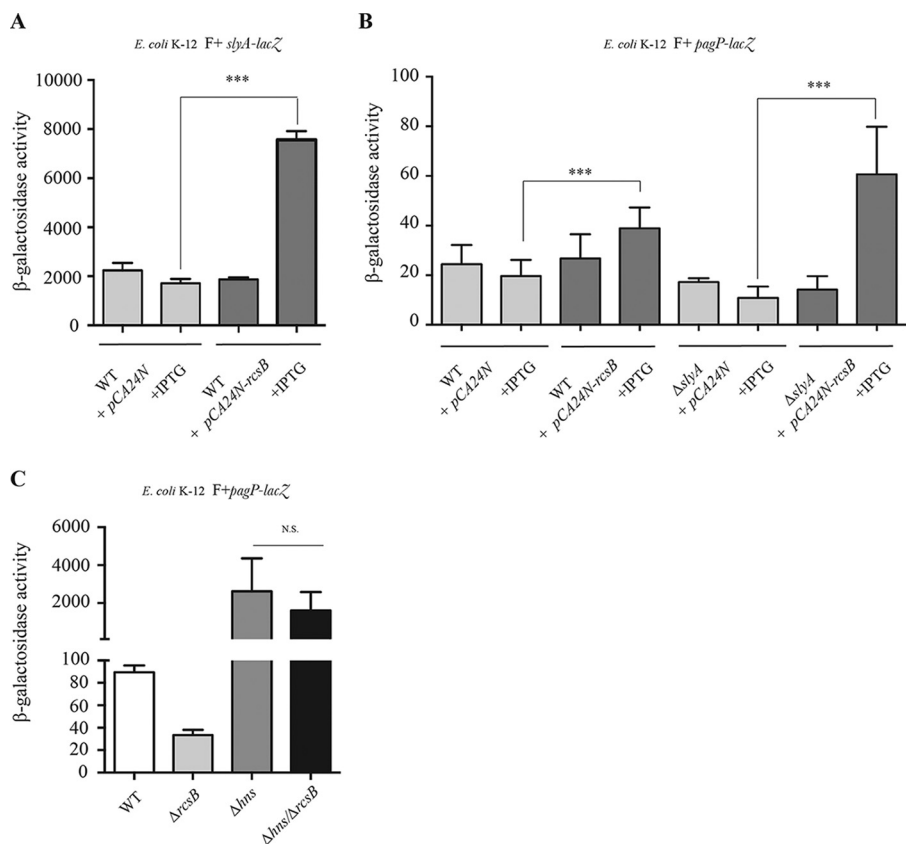 A
E. coli K-12 F+ slyA-lacZ
β-galactosidase activity
10000
8000
6000
4000
2000
0
***
WT
+ pCA24N
+IPTG
WT
+ pCA24N-rcsB
+IPTG
B
E. coli K-12 F+ pagP-lacZ
β-galactosidase activity
100
80
60
40
20
0
***
***
WT
+ pCA24N
+IPTG
WT
+ pCA24N-rcsB
+IPTG
ΔslyA
+ pCA24N
+IPTG
ΔslyA
+ pCA24N-rcsB
+IPTG
C
E. coli K-12 F+pagP-lacZ
β-galactosidase activity
6000
4000
2000
100
80
60
40
20
0
N.S.
WT
ΔrcsB
Δhns
Δhns/ΔrcsB